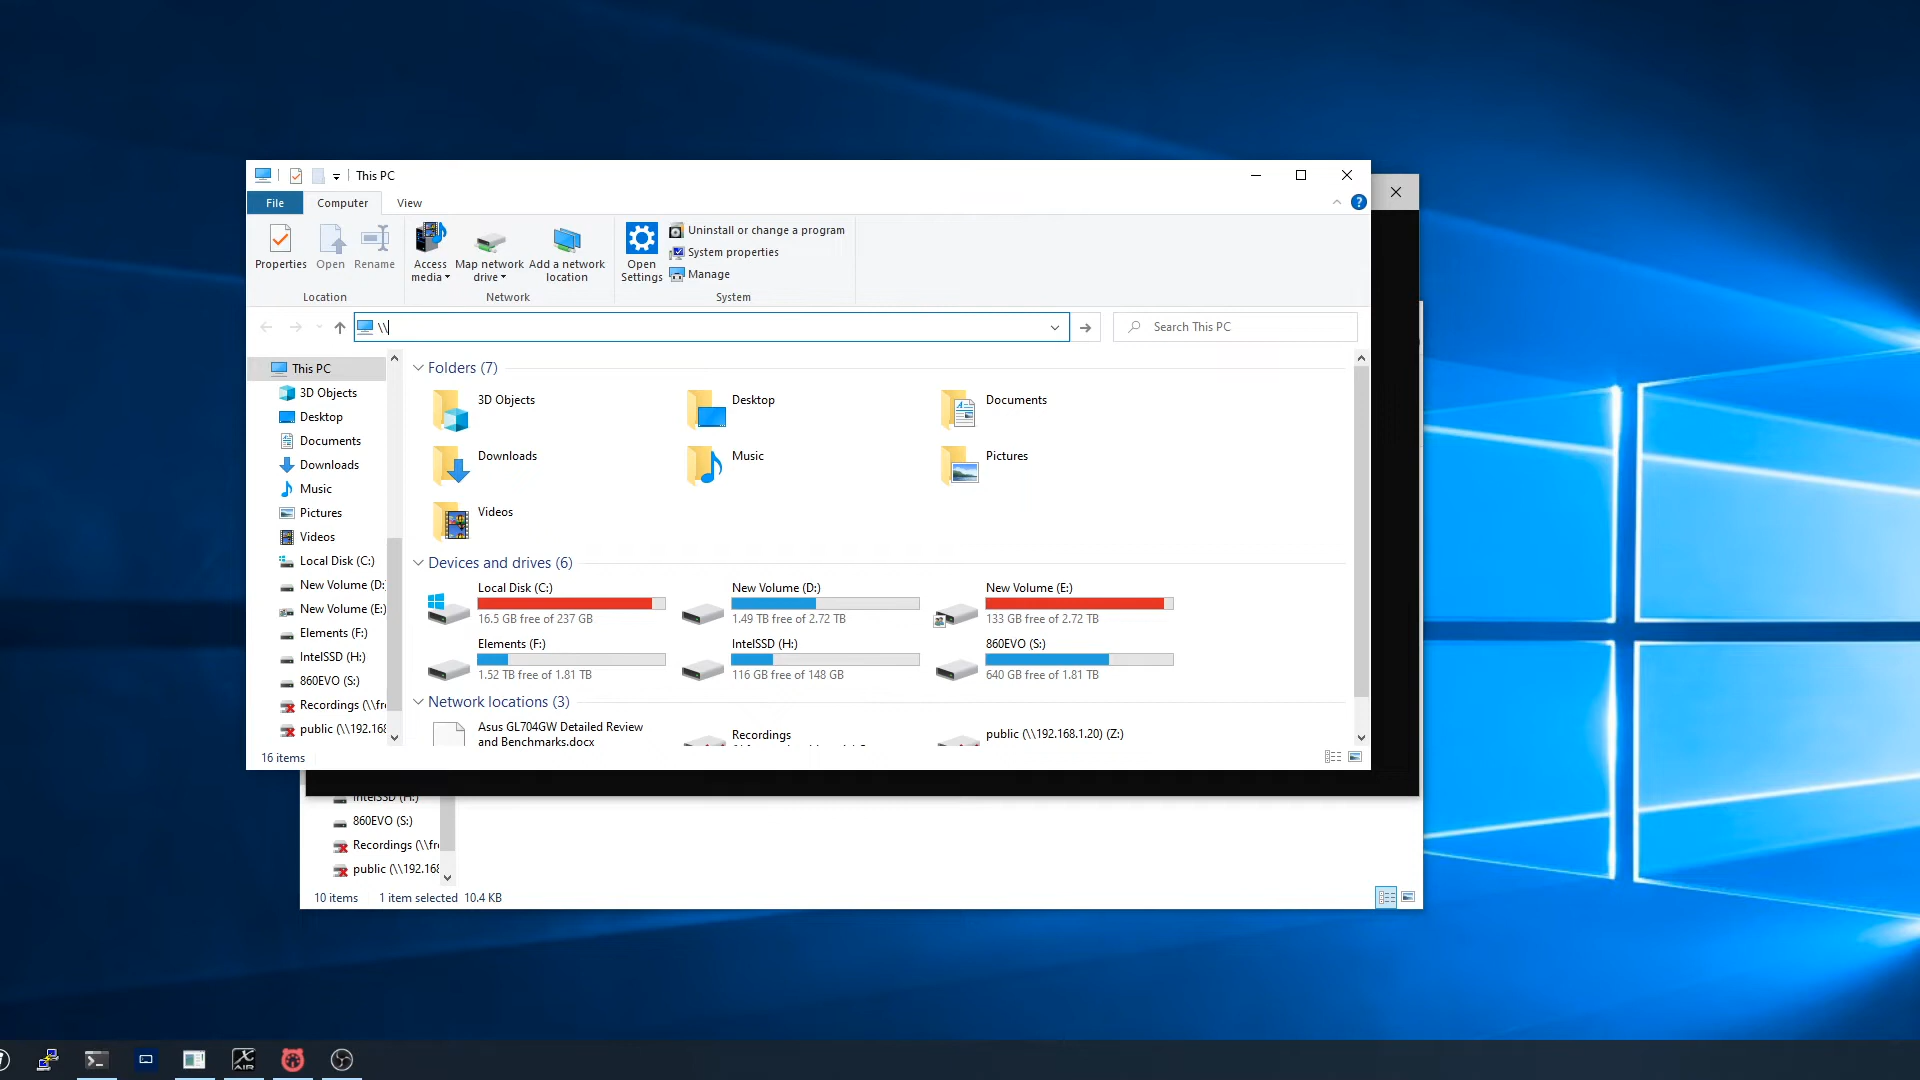 This PC
File
Computer
View
Properties
Open
Rename
Access
media
Map network
drive
Add a network
location
Open
Settings
Uninstall or change a program
System properties
Manage
Location
Network
System
\\
Search This PC
This PC
3D Objects
Desktop
Documents
Downloads
Music
Pictures
Videos
Local Disk (C:)
New Volume (D:
New Volume (E:)
Elements (F:)
IntelSSD (H:)
860EVO (S:)
Recordings (\\fr
public (\\192.168
Folders (7)
3D Objects
Desktop
Documents
Downloads
Music
Pictures
Videos
Devices and drives (6)
Local Disk (C:)
16.5 GB free of 237 GB
New Volume (D:)
1.49 TB free of 2.72 TB
New Volume (E:)
133 GB free of 2.72 TB
Elements (F:)
1.52 TB free of 1.81 TB
IntelSSD (H:)
116 GB free of 148 GB
860EVO (S:)
640 GB free of 1.81 TB
Network locations (3)
Asus GL704GW Detailed Review
and Benchmarks.docx
Recordings
public (\\192.168.1.20) (Z:)
16 items
IntelSSD (H:)
860EVO (S:)
Recordings (\\fr
public (\\192.168
10 items
1 item selected 10.4 KB
X
AIR